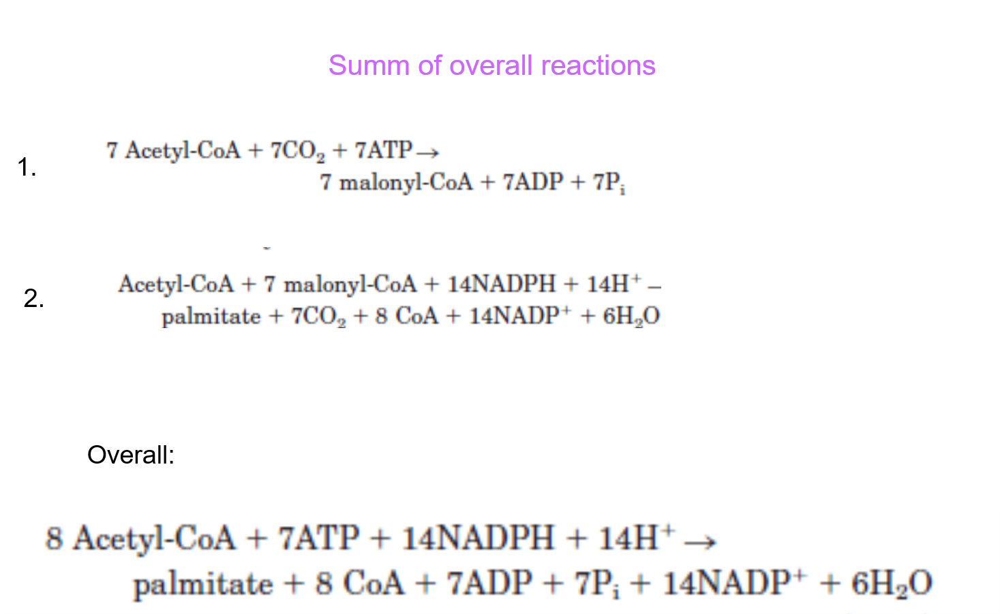 Summ of overall reactions
1.
7 Acetyl-CoA + 7CO₂ + 7ATP→
7 malonyl-CoA + 7ADP + 7Pᵢ
2.
Acetyl-CoA + 7 malonyl-CoA + 14NADPH + 14H⁺ –
palmitate + 7CO₂ + 8 CoA + 14NADP⁺ + 6H₂O
Overall:
8 Acetyl-CoA + 7ATP + 14NADPH + 14H⁺ →
palmitate + 8 CoA + 7ADP + 7Pᵢ + 14NADP⁺ + 6H₂O